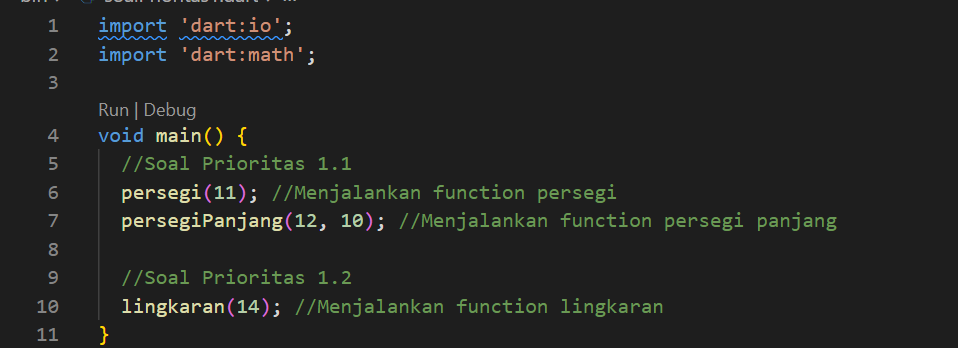 1 import 'dart:io';
2 import 'dart:math';
3
Run | Debug
4 void main() {
5 //Soal Prioritas 1.1
6 persegi(11); //Menjalankan function persegi
7 persegiPanjang(12, 10); //Menjalankan function persegi panjang
8
9 //Soal Prioritas 1.2
10 lingkaran(14); //Menjalankan function lingkaran
11 }